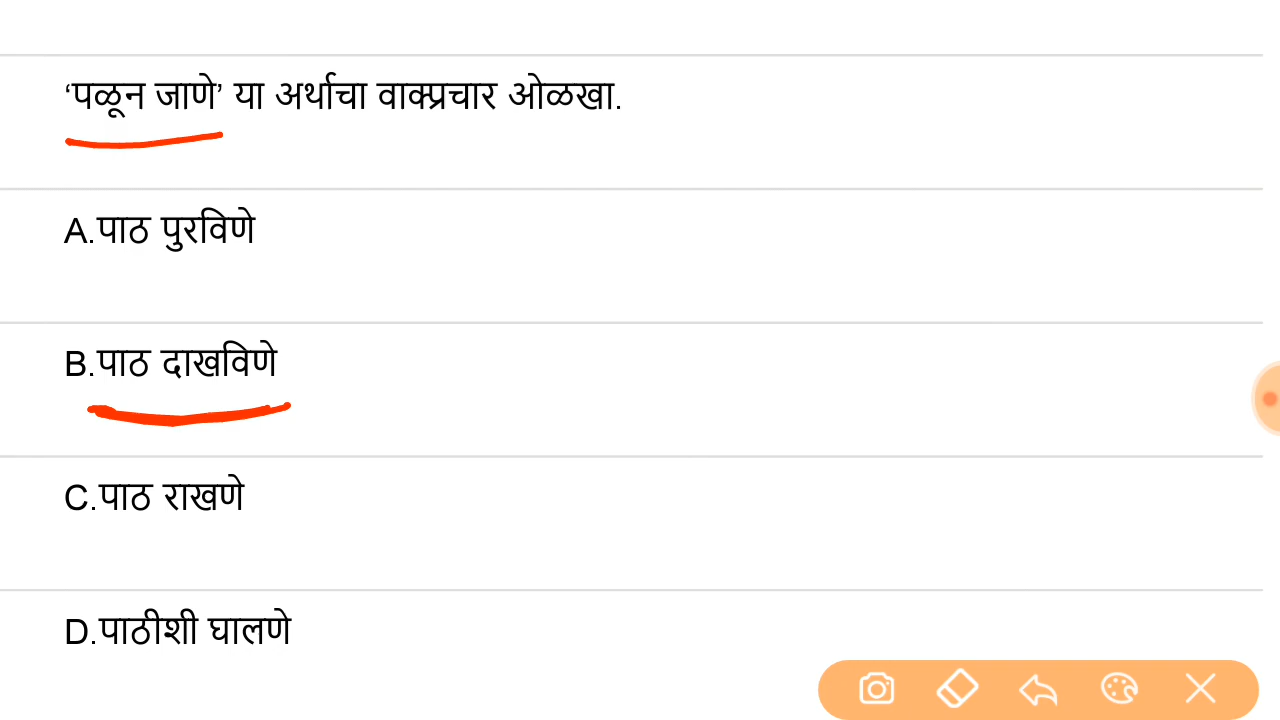 ‘पळून जाणे’ या अर्थाचा वाक्प्रचार ओळखा.
A.पाठ पुरविणे
B.पाठ दाखविणे
C.पाठ राखणे
D.पाठीशी घालणे